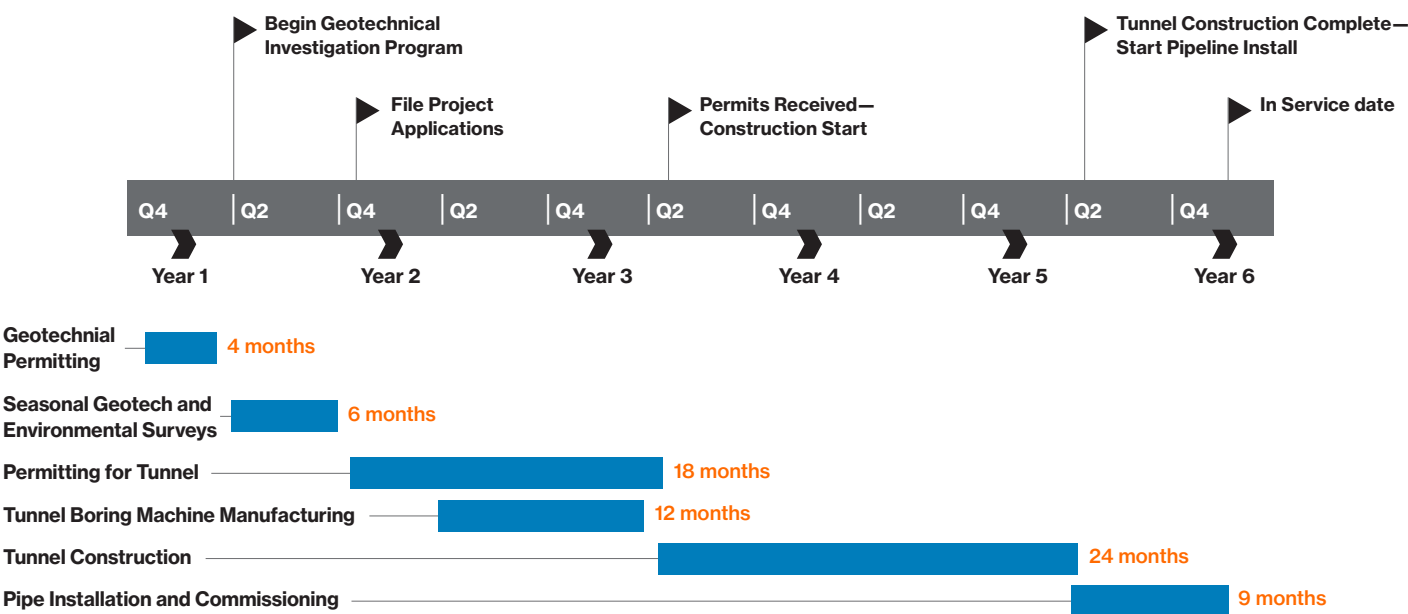 Begin Geotechnical
Investigation Program
Tunnel Construction Complete—
Start Pipeline Install
File Project
Applications
Permits Received—
Construction Start
In Service date
Q4 Q2 Q4 Q2 Q4 Q2 Q4 Q2 Q4 Q2 Q4
Year 1 Year 2 Year 3 Year 4 Year 5 Year 6
Geotechnial
Permitting
4 months
Seasonal Geotech and
Environmental Surveys
6 months
Permitting for Tunnel 18 months
Tunnel Boring Machine Manufacturing 12 months
Tunnel Construction 24 months
Pipe Installation and Commissioning 9 months